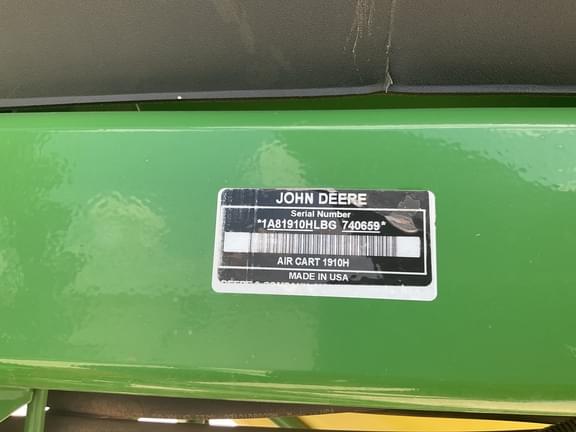 JOHN DEERE
Serial Number
*1A81910HLBG 740659*
AIR CART 1910H
MADE IN USA